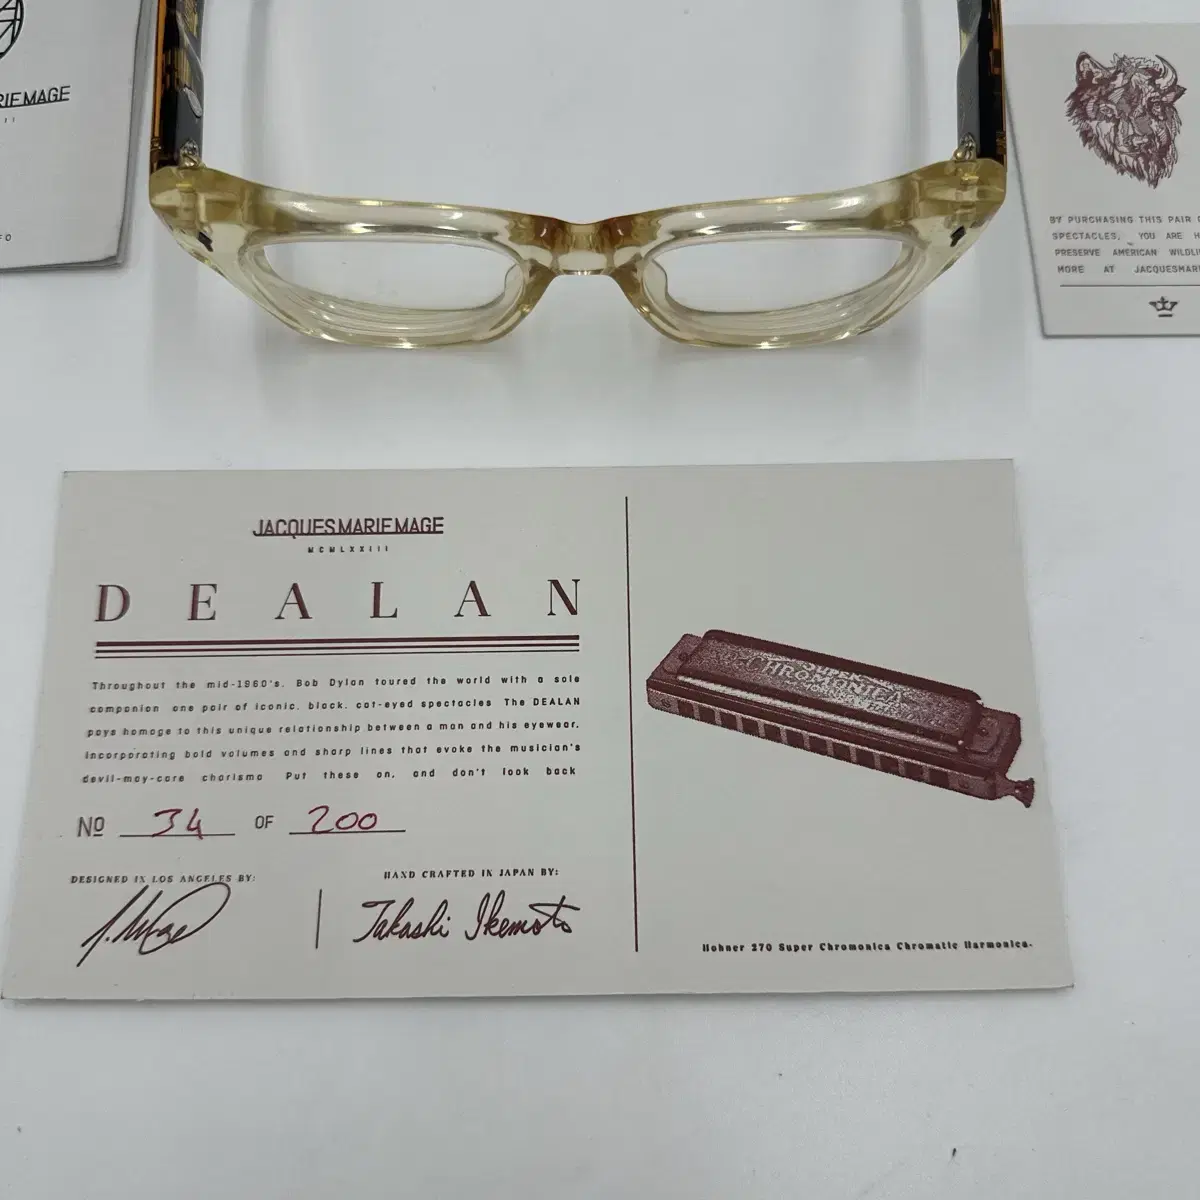 RIEMAGE
BY PURCHASING THIS PAIR
SPECTACLES, YOU ARE
PRESERVE AMERICAN
MORE AT
JACQUESMARIEMAGE
MCMLXXIII
DEALAN
Throughout the mid-1960's, Bob Dylan toured the world with a sole
companion one pair of iconic, black, cat-eyed spectacles The DEALAN
pays homage to this unique relationship between a man and his eyewear,
incorporating bold volumes and sharp lines that evoke the musician's
devil-may-care charisma Put these on, and don't look back
Nº 34 OF 200
DESIGNED IN LOS ANGELES BY:
HAND CRAFTED IN JAPAN BY:
J.M.Mage
Takashi Ikemoto
SUPER
CHROMONICA
Hohner 270 Super Chromonica Chromatic Harmonica.